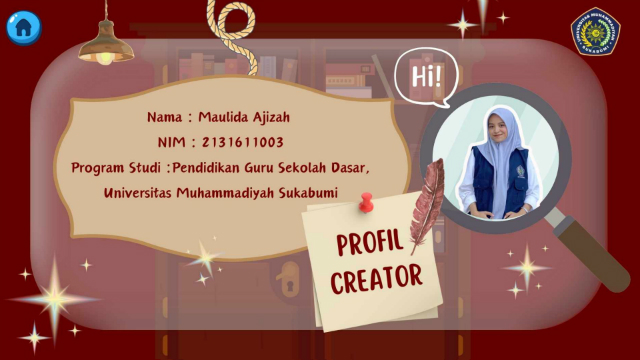 Hi!
Nama : Maulida Ajizah
NIM : 2131611003
Program Studi :Pendidikan Guru Sekolah Dasar,
Universitas Muhammadiyah Sukabumi
PROFIL
CREATOR